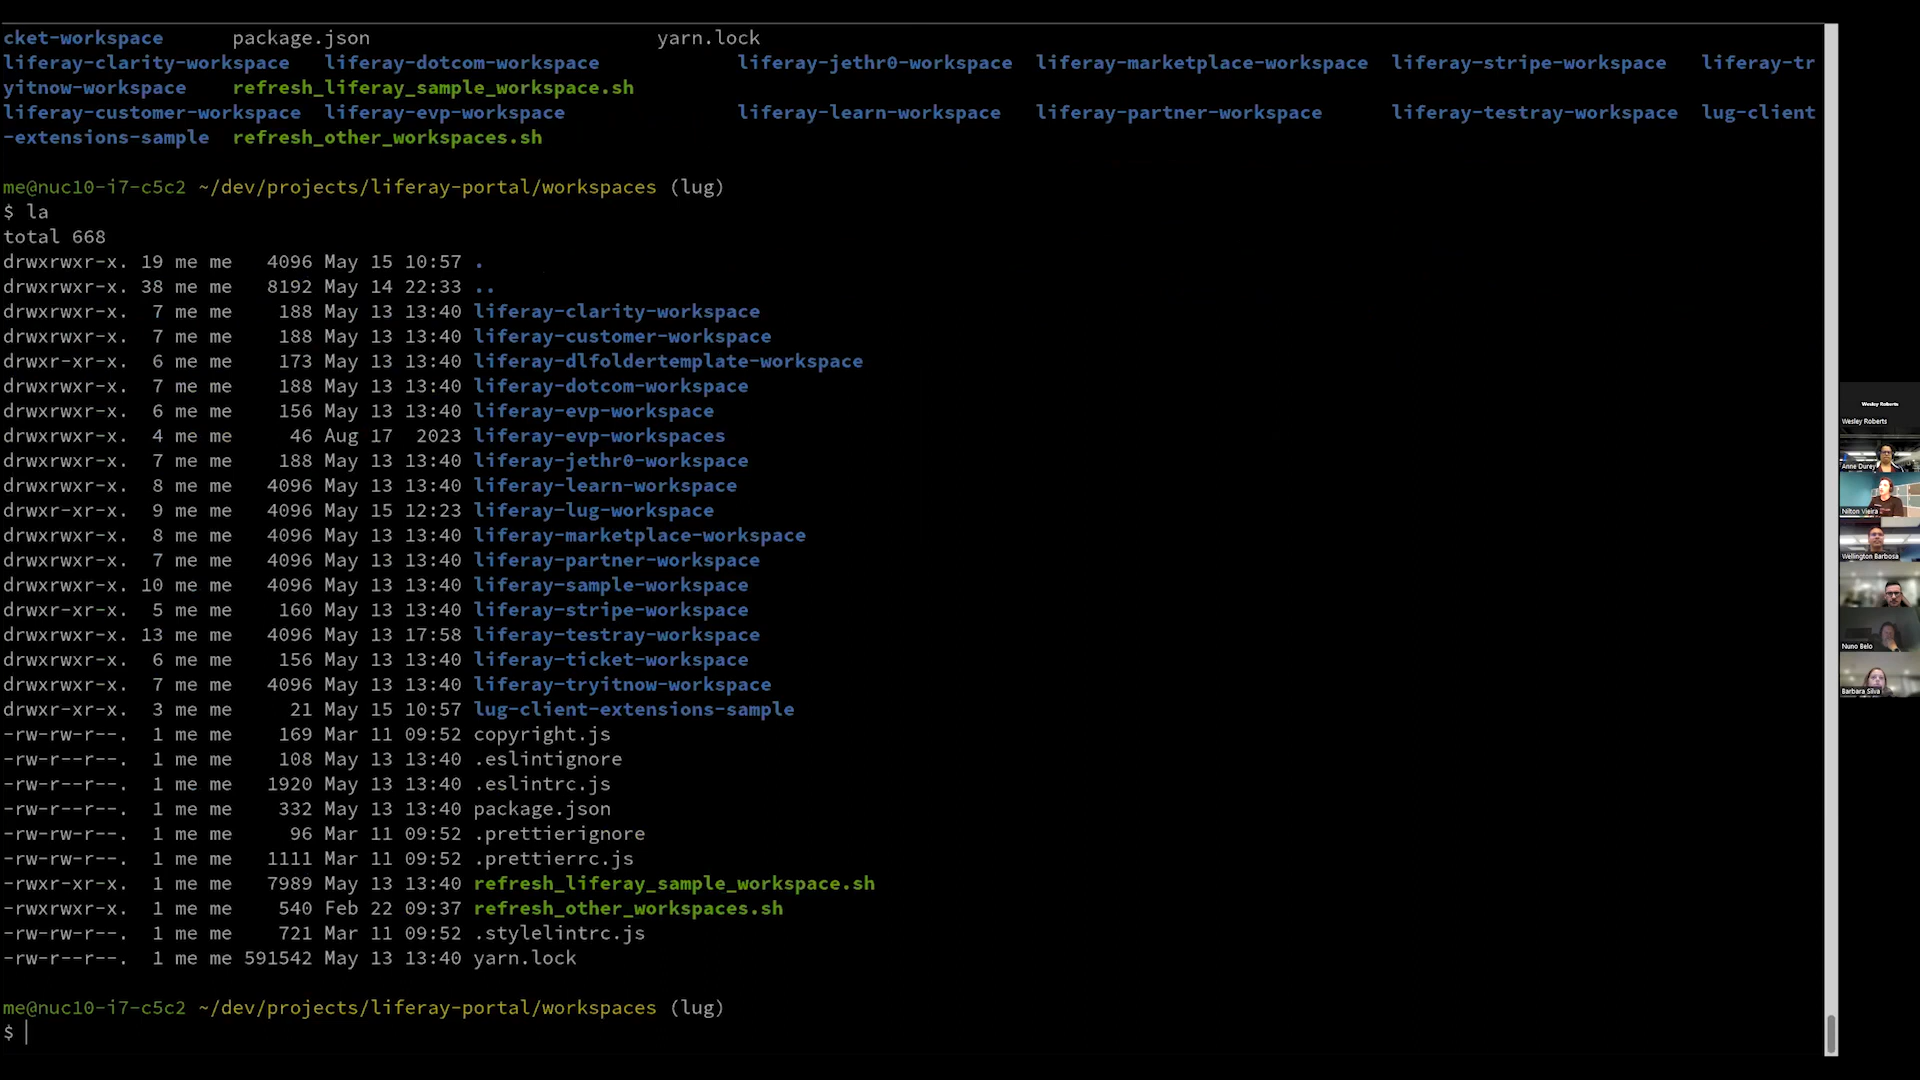 cket-workspace package.json yarn.lock
liferay-clarity-workspace liferay-dotcom-workspace liferay-jethr0-workspace liferay-marketplace-workspace liferay-stripe-workspace liferay-tr
yitnow-workspace refresh_liferay_sample_workspace.sh
liferay-customer-workspace liferay-evp-workspace liferay-learn-workspace liferay-partner-workspace liferay-testray-workspace lug-client
-extensions-sample refresh_other_workspaces.sh
me@nuc10-i7-c5c2 ~/dev/projects/liferay-portal/workspaces (lug)
$ la
total 668
drwxrwxr-x. 19 me me 4096 May 15 10:57 .
drwxrwxr-x. 38 me me 8192 May 14 22:33 ..
drwxrwxr-x. 7 me me 188 May 13 13:40 liferay-clarity-workspace
drwxrwxr-x. 7 me me 188 May 13 13:40 liferay-customer-workspace
drwxr-xr-x. 6 me me 173 May 13 13:40 liferay-dlfoldertemplate-workspace
drwxrwxr-x. 7 me me 188 May 13 13:40 liferay-dotcom-workspace
drwxrwxr-x. 6 me me 156 May 13 13:40 liferay-evp-workspace
drwxrwxr-x. 4 me me 46 Aug 17 2023 liferay-evp-workspaces
drwxrwxr-x. 7 me me 188 May 13 13:40 liferay-jethr0-workspace
drwxrwxr-x. 8 me me 4096 May 13 13:40 liferay-learn-workspace
drwxrwxr-x. 9 me me 4096 May 15 12:23 liferay-lug-workspace
drwxrwxr-x. 8 me me 4096 May 13 13:40 liferay-marketplace-workspace
drwxrwxr-x. 7 me me 4096 May 13 13:40 liferay-partner-workspace
drwxrwxr-x. 10 me me 4096 May 13 13:40 liferay-sample-workspace
drwxr-xr-x. 5 me me 160 May 13 13:40 liferay-stripe-workspace
drwxrwxr-x. 13 me me 4096 May 13 17:58 liferay-testray-workspace
drwxrwxr-x. 6 me me 156 May 13 13:40 liferay-ticket-workspace
drwxrwxr-x. 7 me me 4096 May 13 13:40 liferay-tryitnow-workspace
drwxr-xr-x. 3 me me 21 May 15 10:57 lug-client-extensions-sample
-rw-rw-r--. 1 me me 169 Mar 11 09:52 copyright.js
-rw-r--r--. 1 me me 108 May 13 13:40 .eslintignore
-rw-r--r--. 1 me me 1920 May 13 13:40 .eslintrc.js
-rw-r--r--. 1 me me 332 May 13 13:40 package.json
-rw-rw-r--. 1 me me 96 Mar 11 09:52 .prettierignore
-rw-rw-r--. 1 me me 1111 Mar 11 09:52 .prettierrc.js
-rwxr-xr-x. 1 me me 7989 May 13 13:40 refresh_liferay_sample_workspace.sh
-rwxrwxr-x. 1 me me 540 Feb 22 09:37 refresh_other_workspaces.sh
-rw-rw-r--. 1 me me 721 Mar 11 09:52 .stylelintrc.js
-rw-r--r--. 1 me me 591542 May 13 13:40 yarn.lock
me@nuc10-i7-c5c2 ~/dev/projects/liferay-portal/workspaces (lug)
$
Wesley Roberts
Wesley Roberts
Anne Durey
Nilton Vieira
Wellington Barbosa
Nuno Belo
Barbara Silva